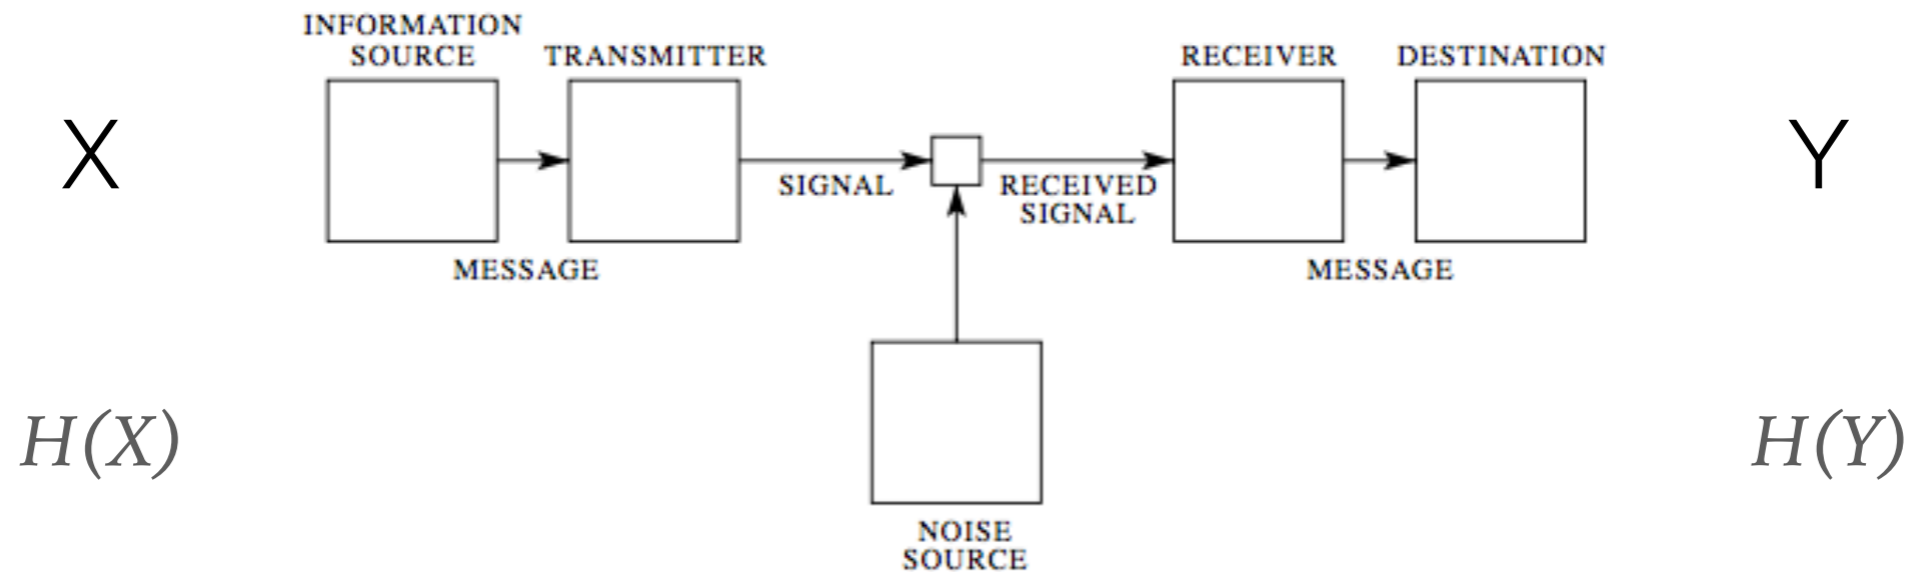 INFORMATION
SOURCE
TRANSMITTER
RECEIVER
DESTINATION
X
Y
SIGNAL
RECEIVED
SIGNAL
MESSAGE
MESSAGE
H(X)
H(Y)
NOISE
SOURCE